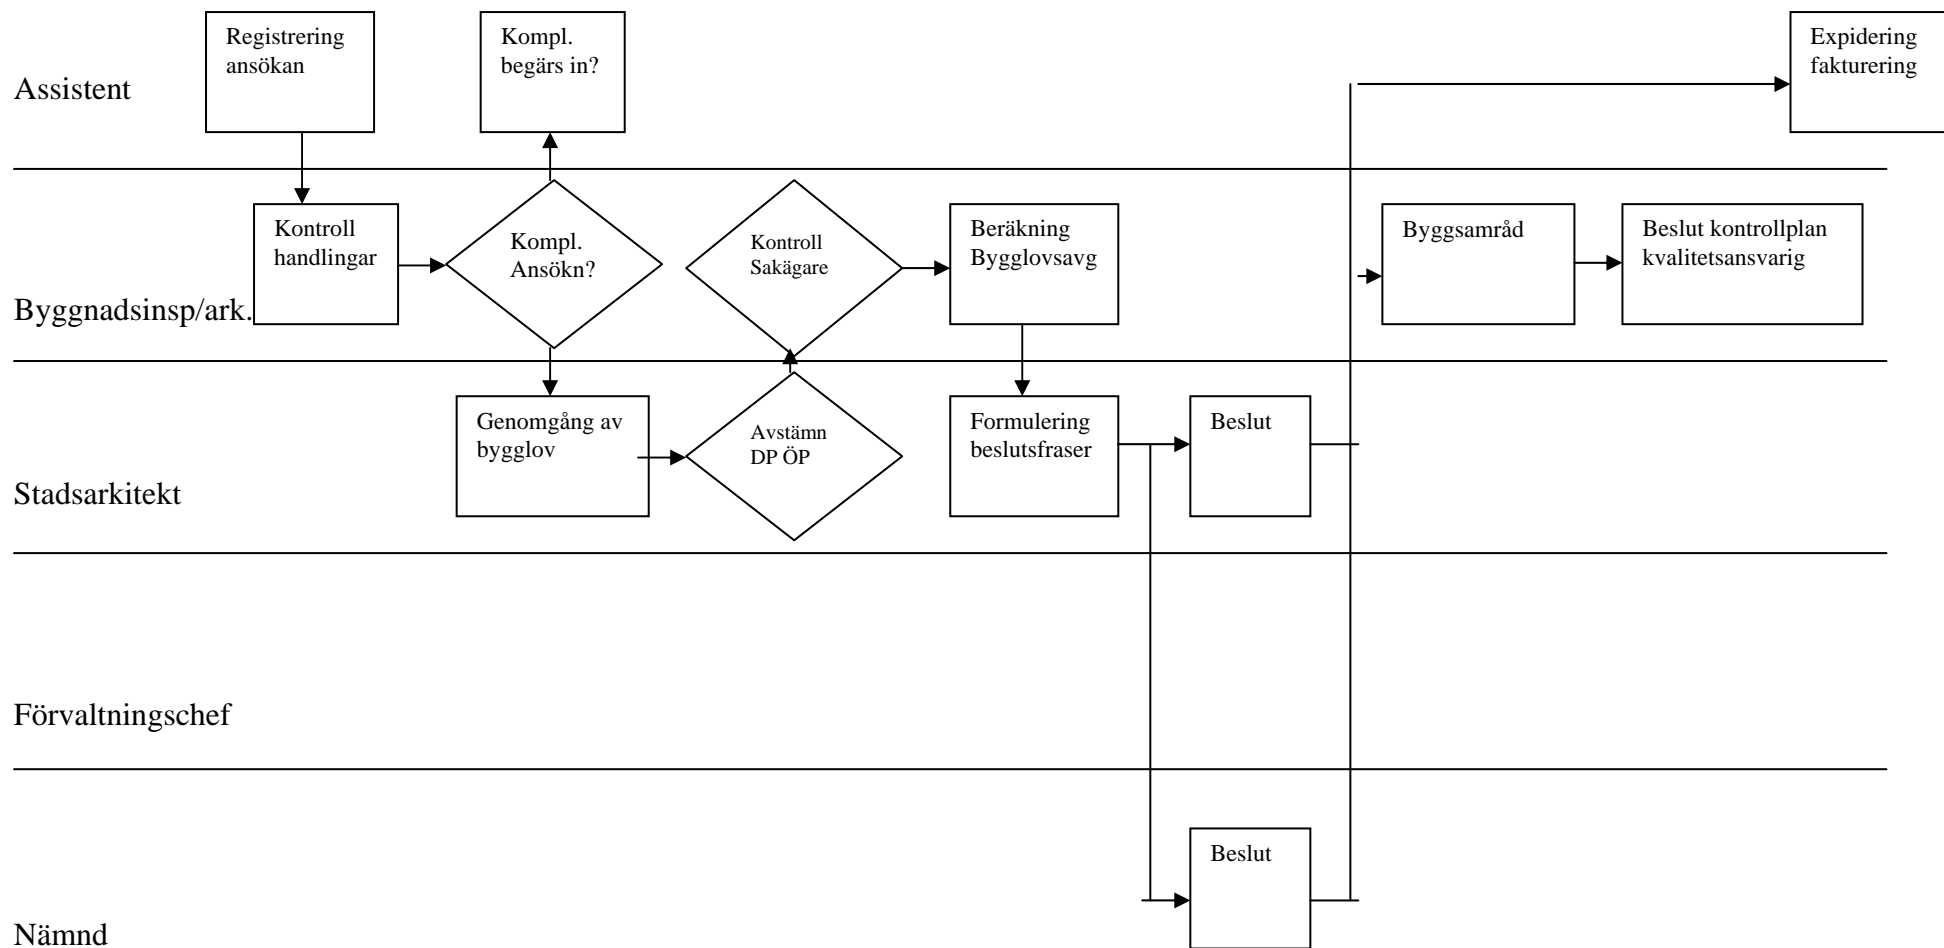 Registrering
ansökan
Kompl.
begärs in?
Expidering
fakturering
Assistent
Kontroll
handlingar
Kompl.
Ansökn?
Kontroll
Sakägare
Beräkning
Bygglovsavg
Byggsamråd
Beslut kontrollplan
kvalitetsansvarig
Byggnadsinsp/ark.
Genomgång av
bygglov
Avstämn
DP ÖP
Formulering
beslutsfraser
Beslut
Stadsarkitekt
Förvaltningschef
Beslut
Nämnd